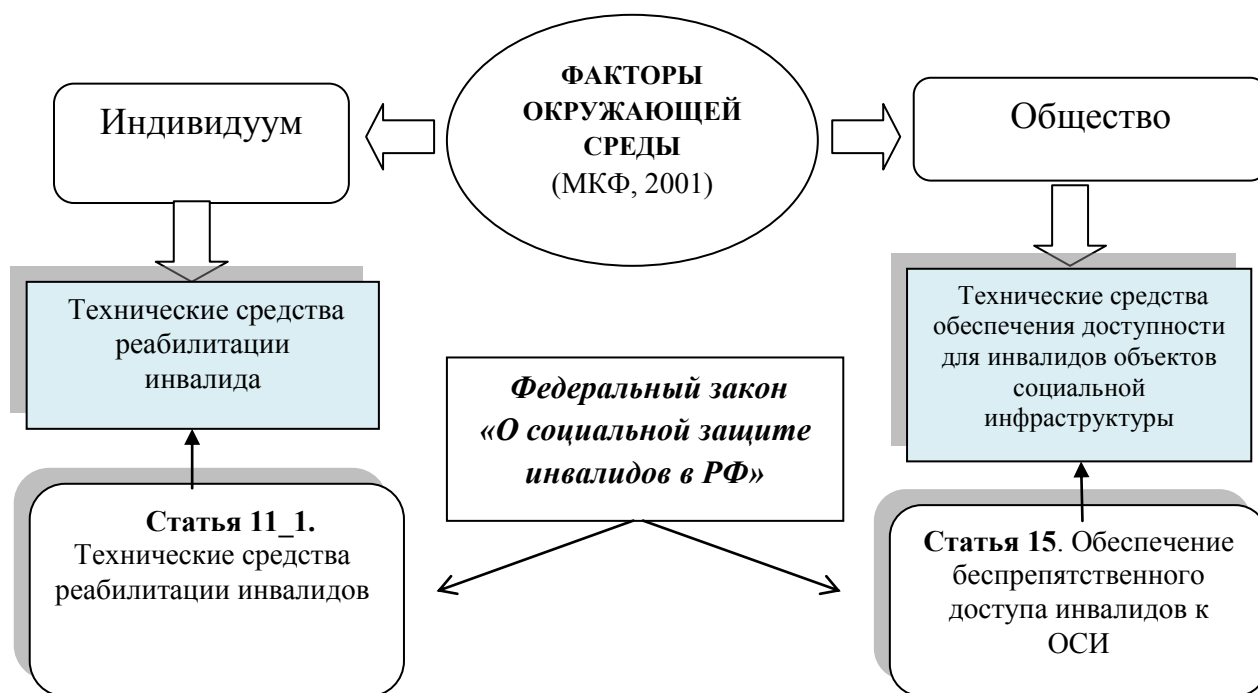 ФАКТОРЫ
ОКРУЖАЮЩЕЙ
СРЕДЫ
(МКФ, 2001)
Индивидуум
Общество
Технические средства
реабилитации
инвалида
Технические средства
обеспечения доступности
для инвалидов объектов
социальной
инфраструктуры
Федеральный закон
«О социальной защите
инвалидов в РФ»
Статья 11_1.
Технические средства
реабилитации инвалидов
Статья 15. Обеспечение
беспрепятственного
доступа инвалидов к
ОСИ